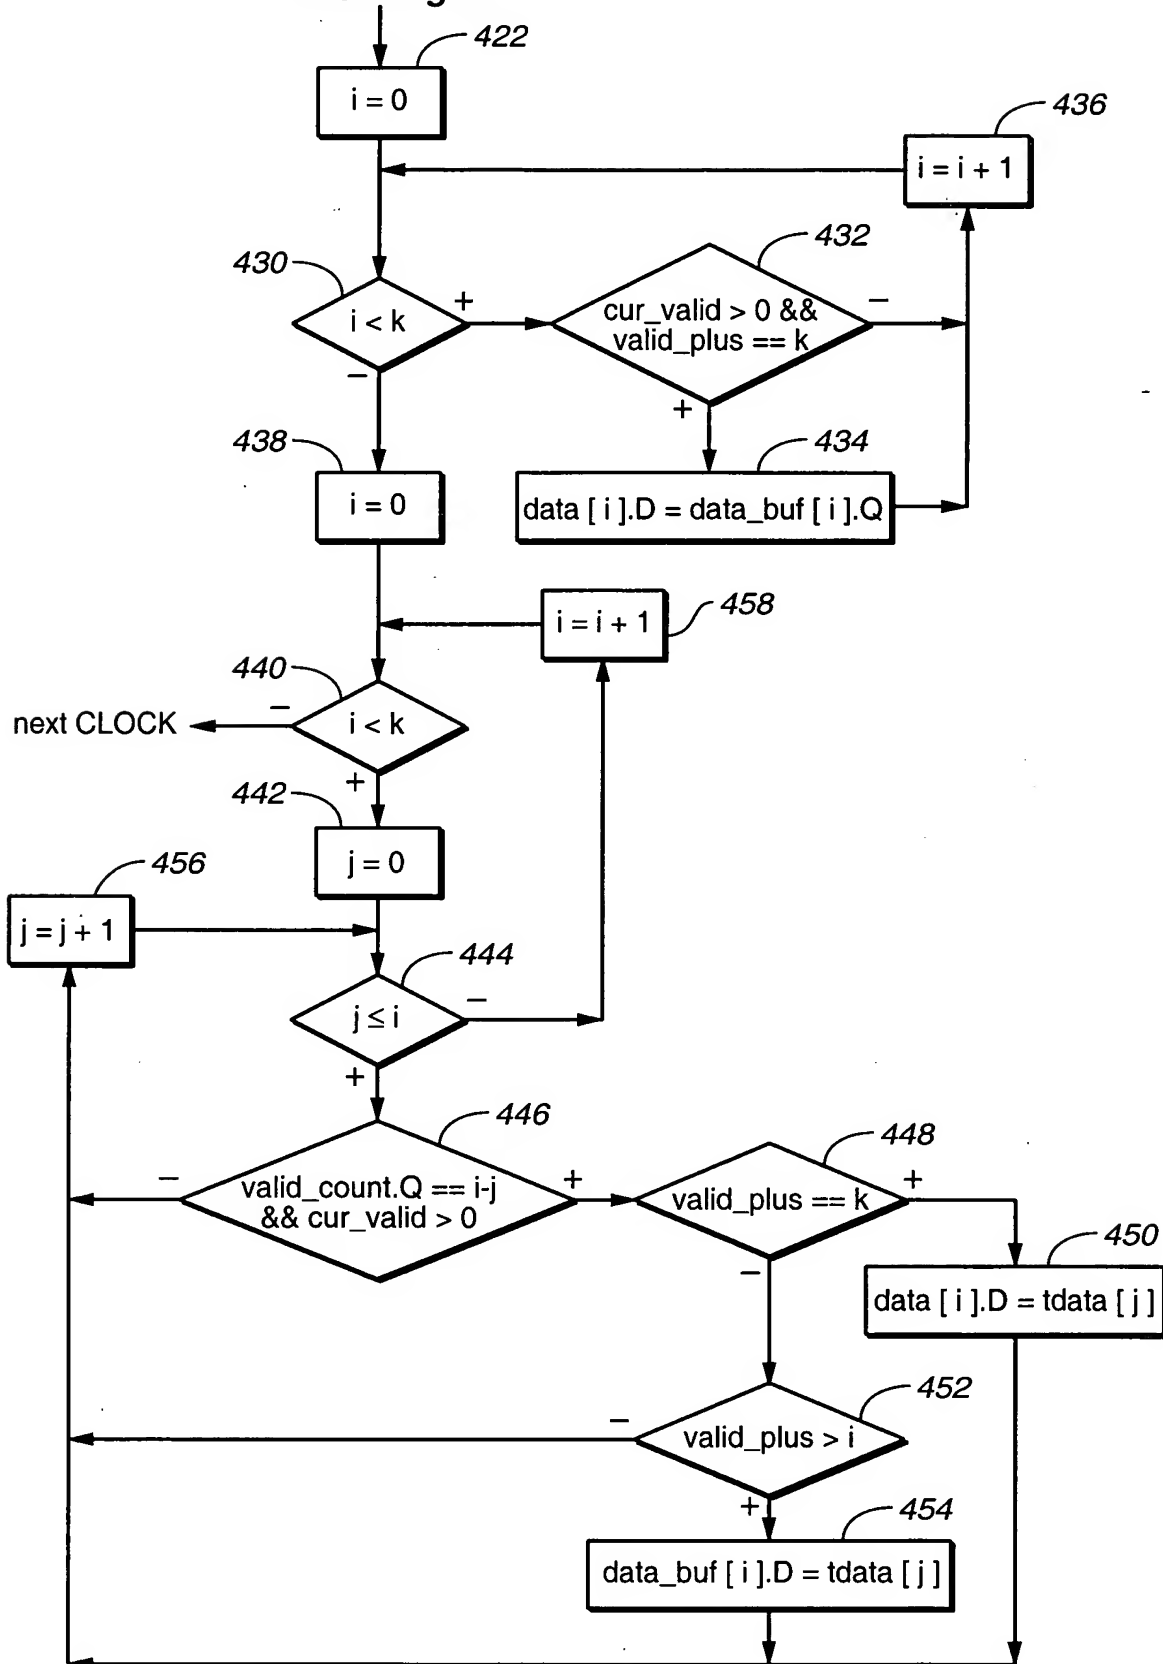 422
i = 0
436
i = i + 1
430
i < k
+
−
432
cur_valid > 0 &&
valid_plus == k
−
+
438
i = 0
434
data [ i ].D = data_buf [ i ].Q
458
i = i + 1
440
next CLOCK
−
i < k
+
442
j = 0
456
j = j + 1
444
j ≤ i
−
+
446
−
valid_count.Q == i-j
&& cur_valid > 0
+
448
valid_plus == k
+
−
450
data [ i ].D = tdata [ j ]
452
−
valid_plus > i
+
454
data_buf [ i ].D = tdata [ j ]